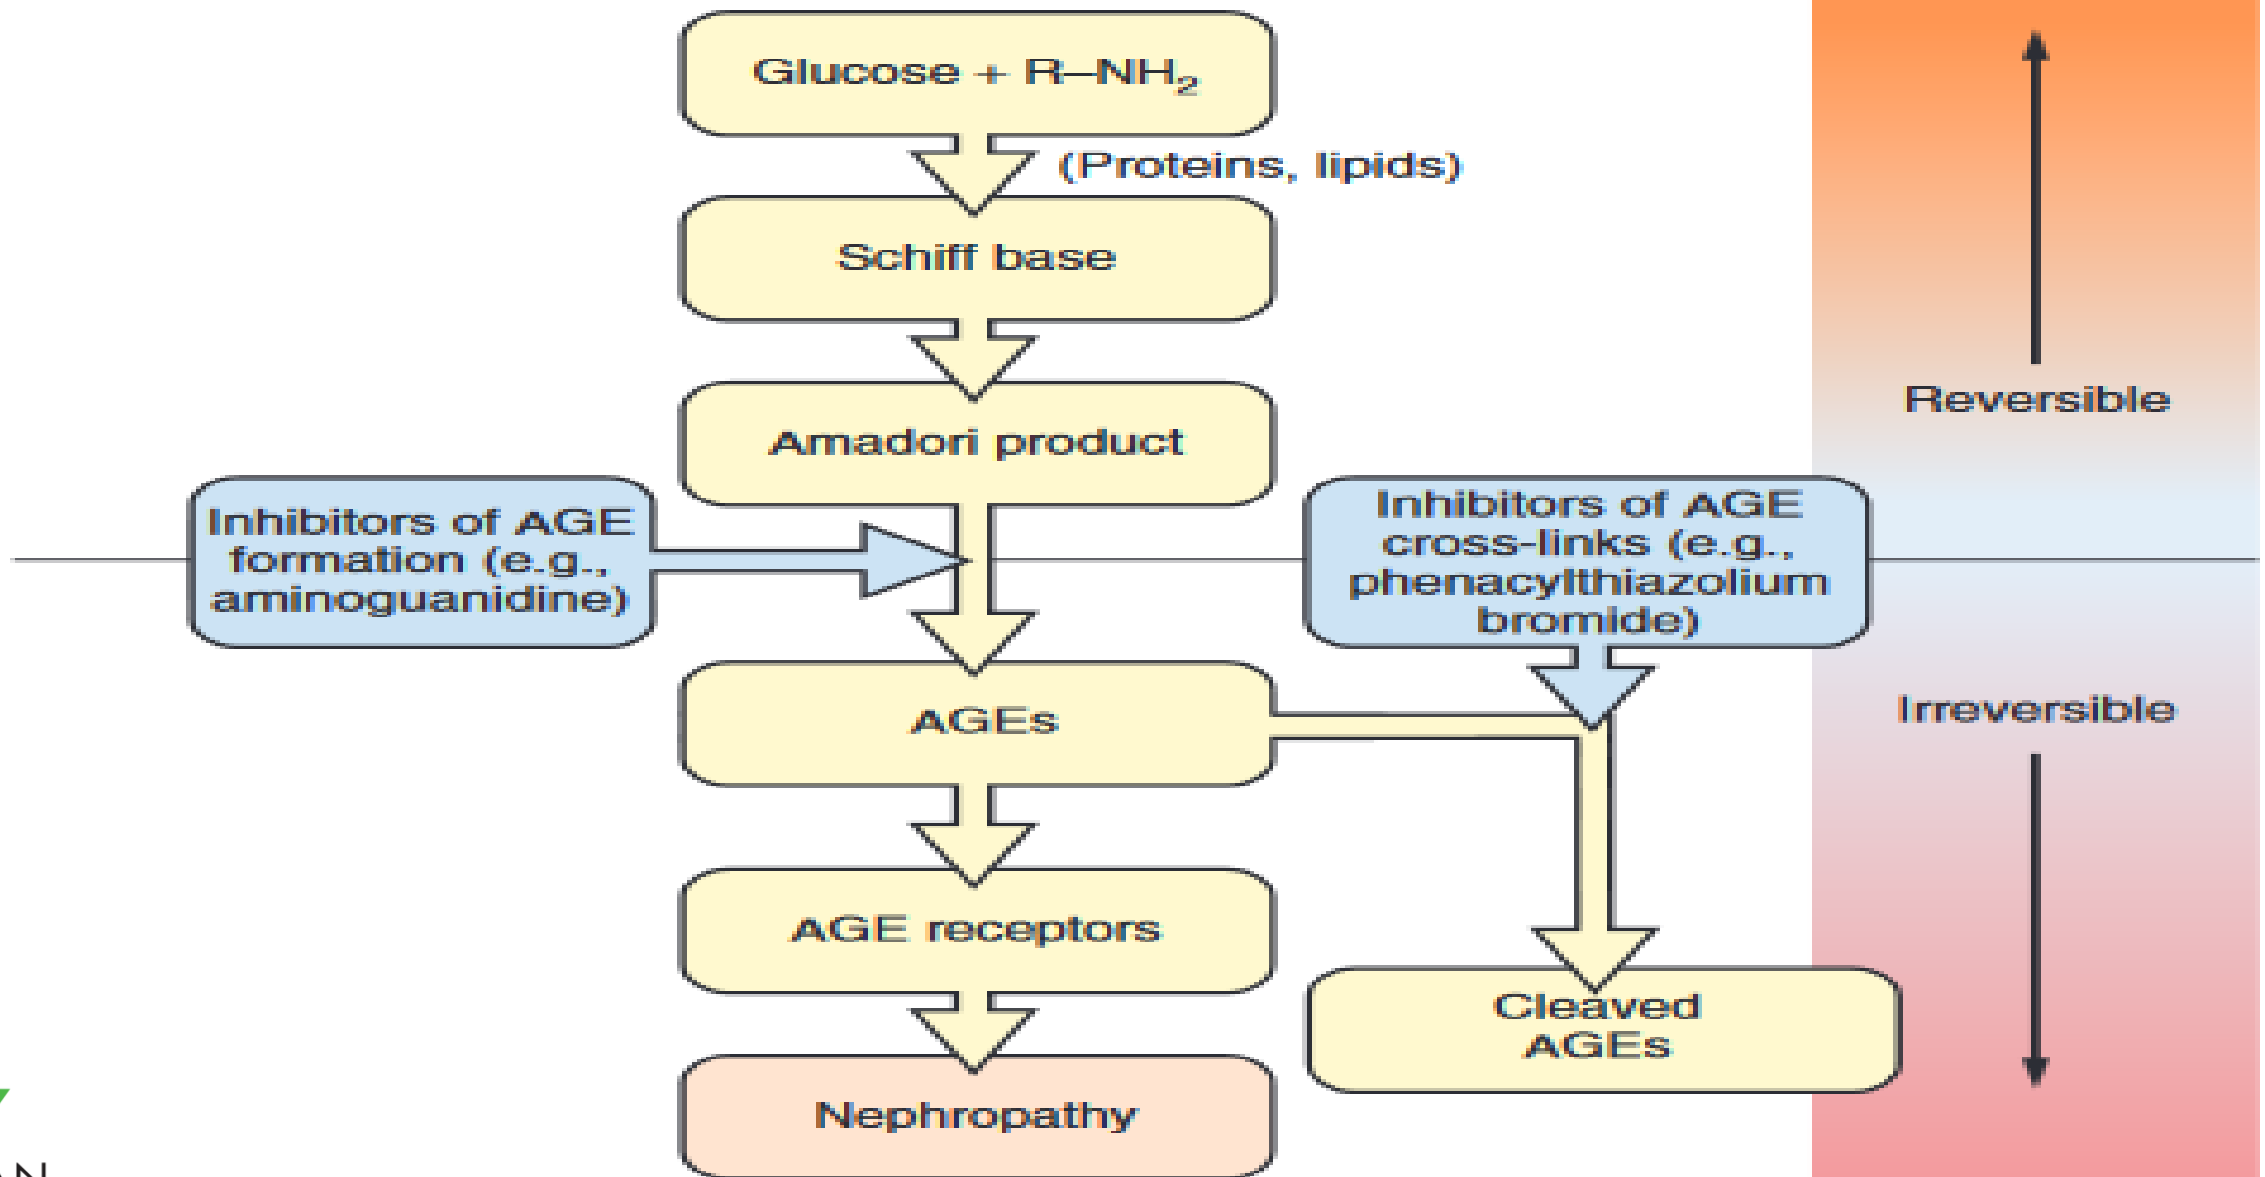 Glucose + R–NH₂
(Proteins, lipids)
Schiff base
Reversible
Amadori product
Inhibitors of AGE
formation (e.g.,
aminoguanidine)
Inhibitors of AGE
cross-links (e.g.,
phenacylthiazolium
bromide)
Irreversible
AGEs
AGE receptors
Cleaved
AGEs
Nephropathy